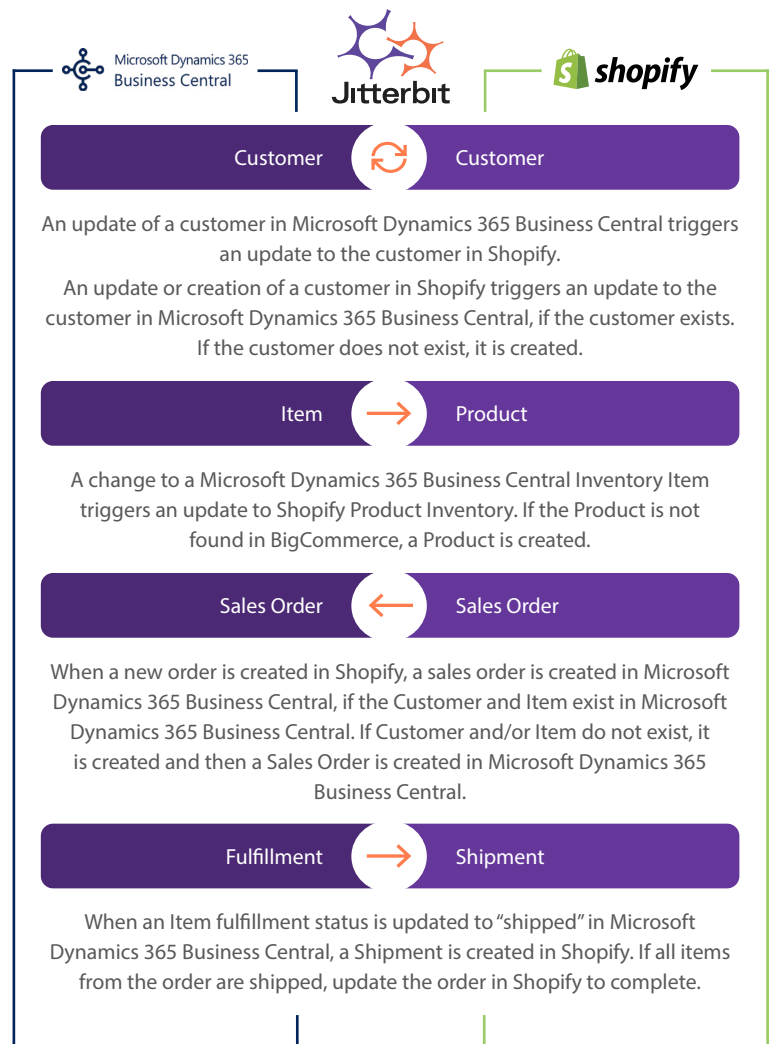 Microsoft Dynamics 365
Business Central
Jitterbit
shopify
Customer
Customer
An update of a customer in Microsoft Dynamics 365 Business Central triggers
an update to the customer in Shopify.
An update or creation of a customer in Shopify triggers an update to the
customer in Microsoft Dynamics 365 Business Central, if the customer exists.
If the customer does not exist, it is created.
Item
Product
A change to a Microsoft Dynamics 365 Business Central Inventory Item
triggers an update to Shopify Product Inventory. If the Product is not
found in BigCommerce, a Product is created.
Sales Order
Sales Order
When a new order is created in Shopify, a sales order is created in Microsoft
Dynamics 365 Business Central, if the Customer and Item exist in Microsoft
Dynamics 365 Business Central. If Customer and/or Item do not exist, it
is created and then a Sales Order is created in Microsoft Dynamics 365
Business Central.
Fulfillment
Shipment
When an Item fulfillment status is updated to “shipped” in Microsoft
Dynamics 365 Business Central, a Shipment is created in Shopify. If all items
from the order are shipped, update the order in Shopify to complete.